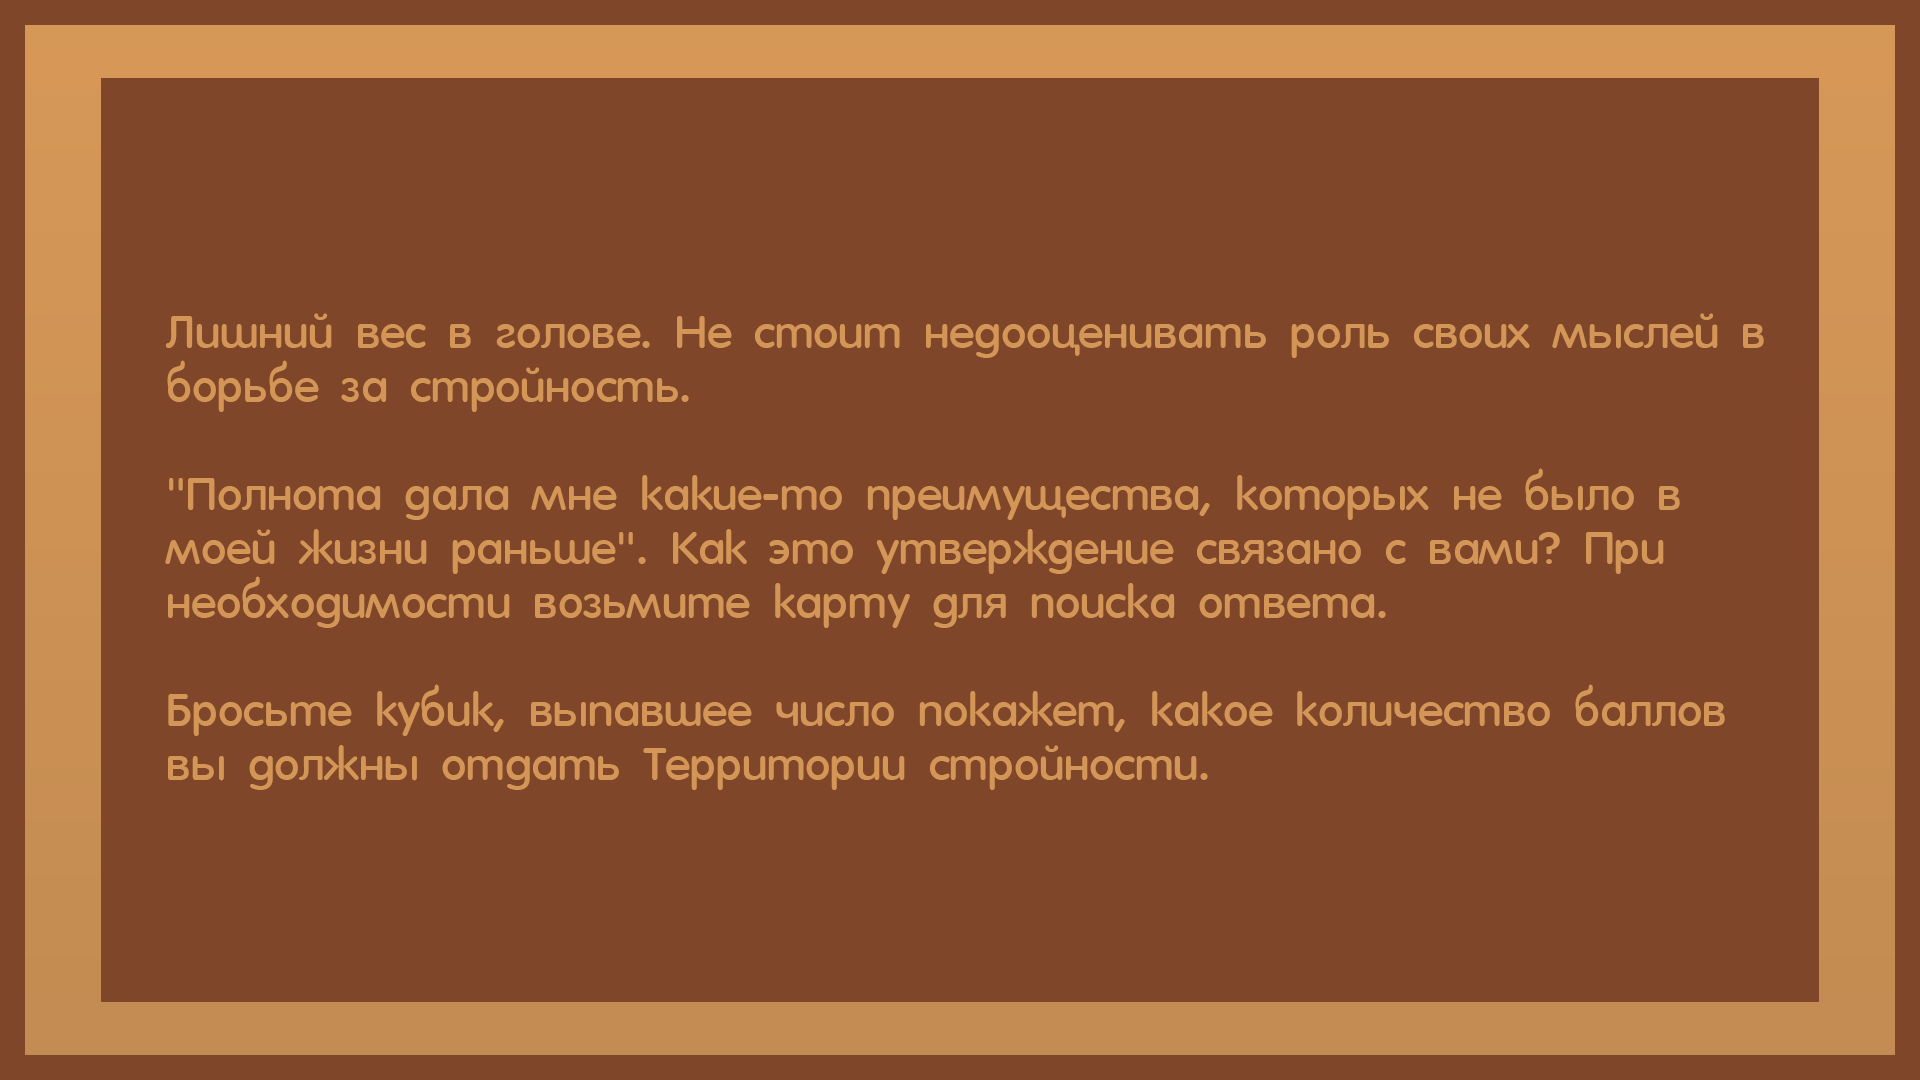 Лишний вес в голове. Не стоит недооценивать роль своих мыслей в
борьбе за стройность.
"Полнота дала мне какие-то преимущества, которых не было в
моей жизни раньше". Как это утверждение связано с вами? При
необходимости возьмите карту для поиска ответа.
Бросьте кубик, выпавшее число покажет, какое количество баллов
вы должны отдать Территории стройности.